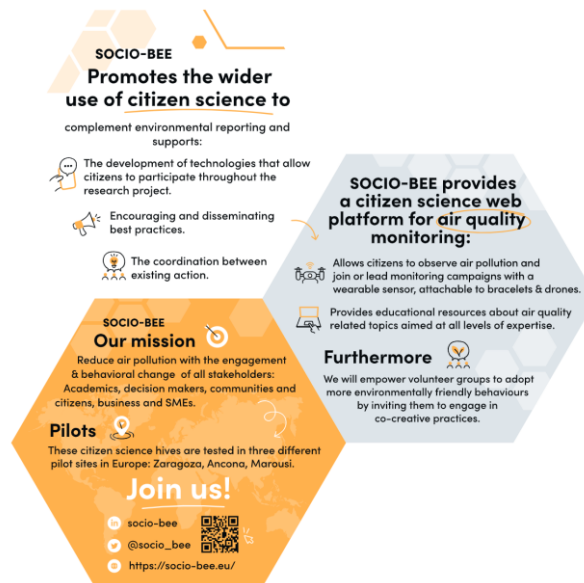 SOCIO-BEE
Promotes the wider
use of citizen science to
complement environmental reporting and
supports:
The development of technologies that allow
citizens to participate throughout the
research project.
Encouraging and disseminating
best practices.
The coordination between
existing action.
SOCIO-BEE provides
a citizen science web
platform for air quality
monitoring:
Allows citizens to observe air pollution and
join or lead monitoring campaigns with a
wearable sensor, attachable to bracelets & drones.
Provides educational resources about air quality
related topics aimed at all levels of expertise.
Furthermore
We will empower volunteer groups to adopt
more environmentally friendly behaviours
by inviting them to engage in
co-creative practices.
SOCIO-BEE
Our mission
Reduce air pollution with the engagement
& behavioral change of all stakeholders:
Academics, decision makers, communities and
citizens, business and SMEs.
Pilots
These citizen science hives are tested in three different
pilot sites in Europe: Zaragoza, Ancona, Marousi.
Join us!
in socio-bee
@socio_bee
https://socio-bee.eu/